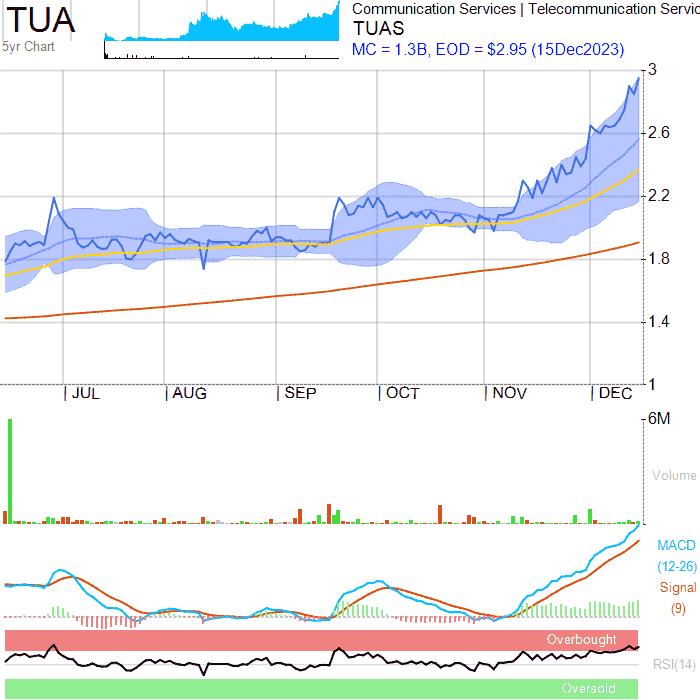 TUA
5yr Chart
Communication Services | Telecommunication Servic
TUAS
MC = 1.3B, EOD = $2.95 (15Dec2023)
3
2.6
2.2
1.8
1.4
1
JUL
AUG
SEP
OCT
NOV
DEC
6M
Volume
MACD
(12-26)
Signal
(9)
Overbought
RSI(14)
Oversold